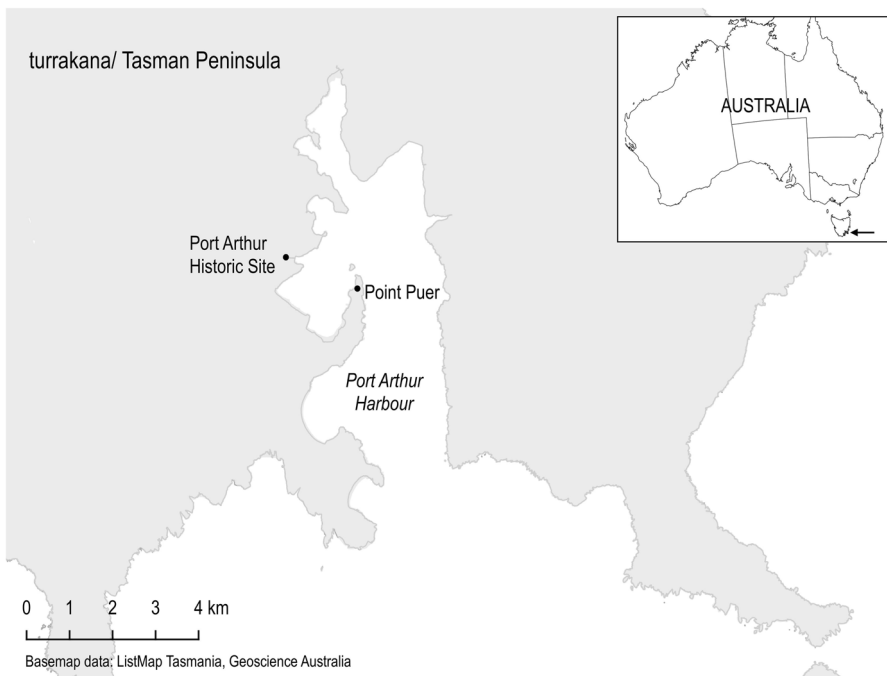 turrakana/ Tasman Peninsula
AUSTRALIA
Port Arthur
Historic Site
Point Puer
Port Arthur
Harbour
0 1 2 3 4 km
Basemap data: ListMap Tasmania, Geoscience Australia